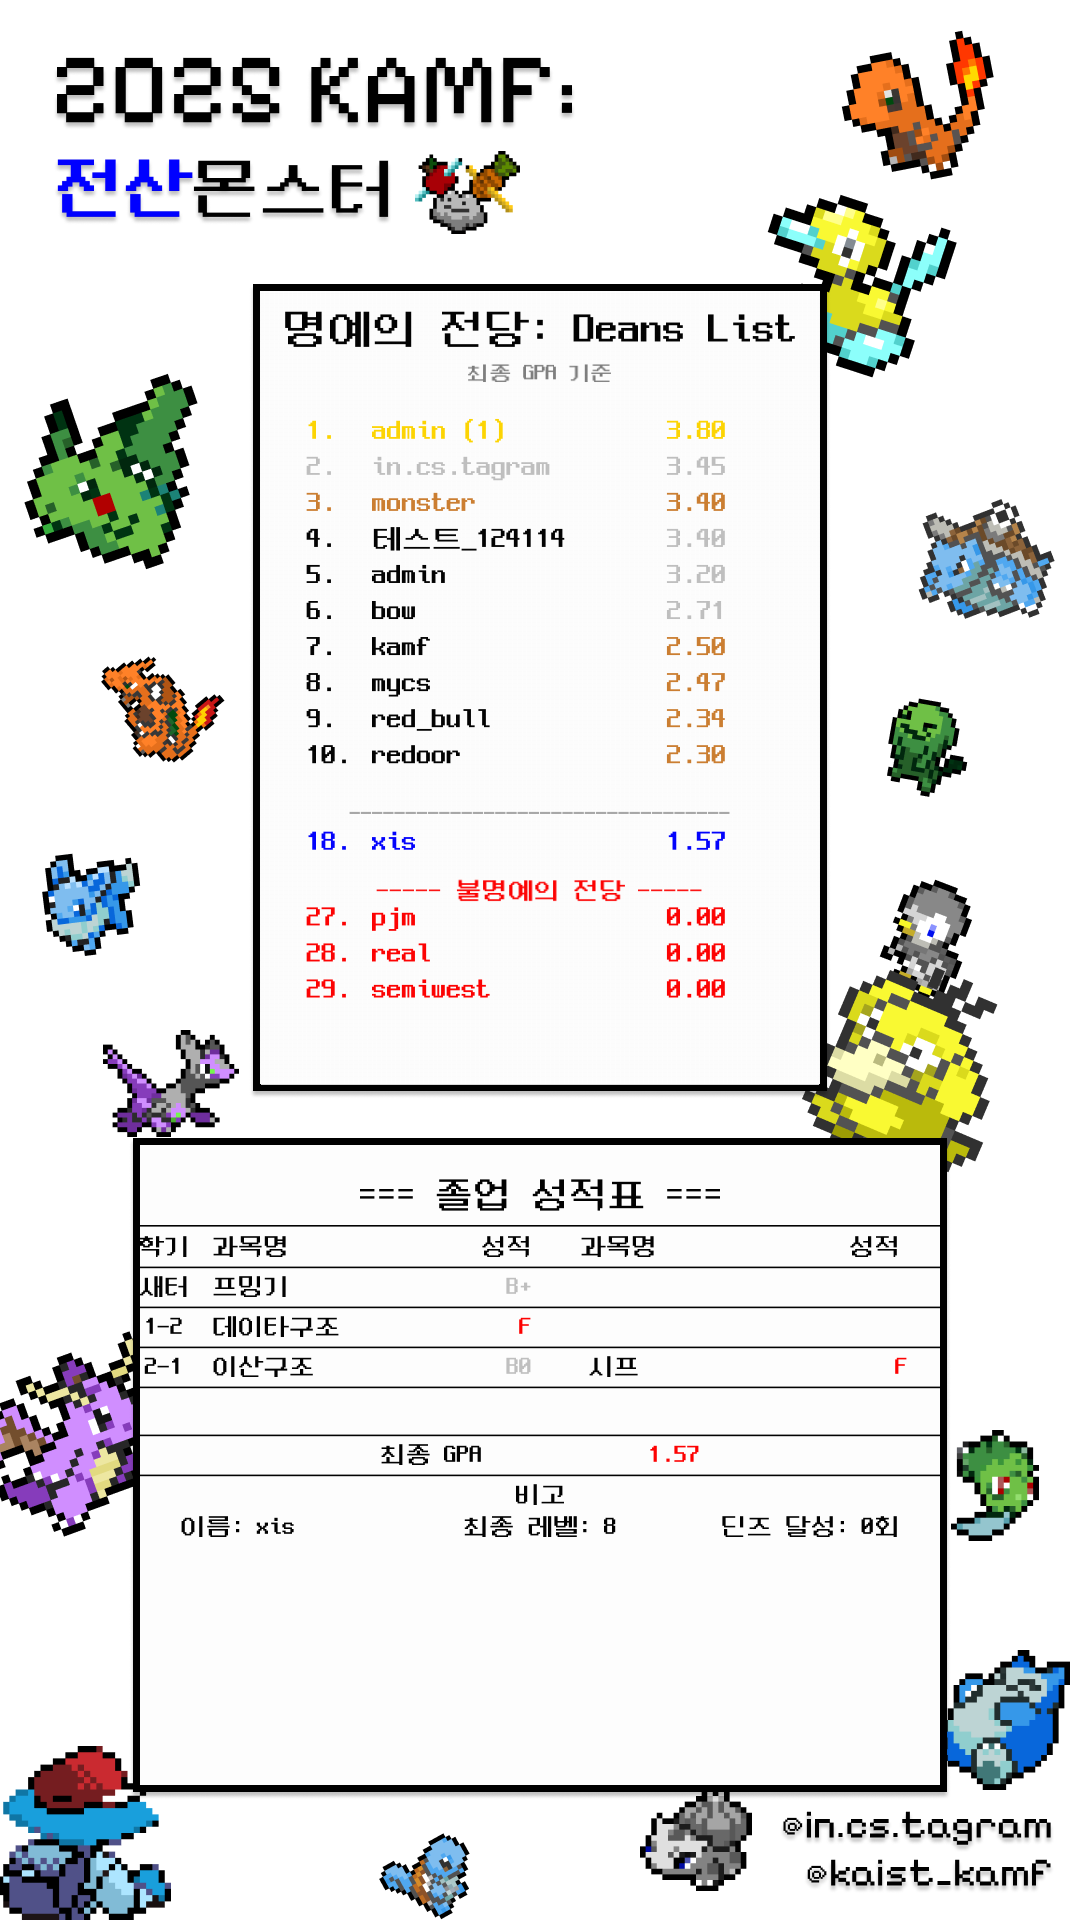 2025 KAMF:
전산몬스터
명예의 전당: Deans List
최종 GPA 기준
1. admin (1) 3.80
2. in.cs.tagram 3.45
3. monster 3.40
4. 테스트_124114 3.40
5. admin 3.20
6. bow 2.71
7. kamf 2.50
8. mycs 2.47
9. red_bull 2.34
10. redoor 2.30
18. xis 1.57
----- 불명예의 전당 -----
27. pjm 0.00
28. real 0.00
29. semiwest 0.00
=== 졸업 성적표 ===
학기 과목명 성적 과목명 성적
새터 프밍기 B+
1-2 데이타구조 F
2-1 이산구조 B0 시프 F
최종 GPA 1.57
비고
이름: xis 최종 레벨: 8 딘즈 달성: 0회
@in.cs.tagram
@kaist_kamf